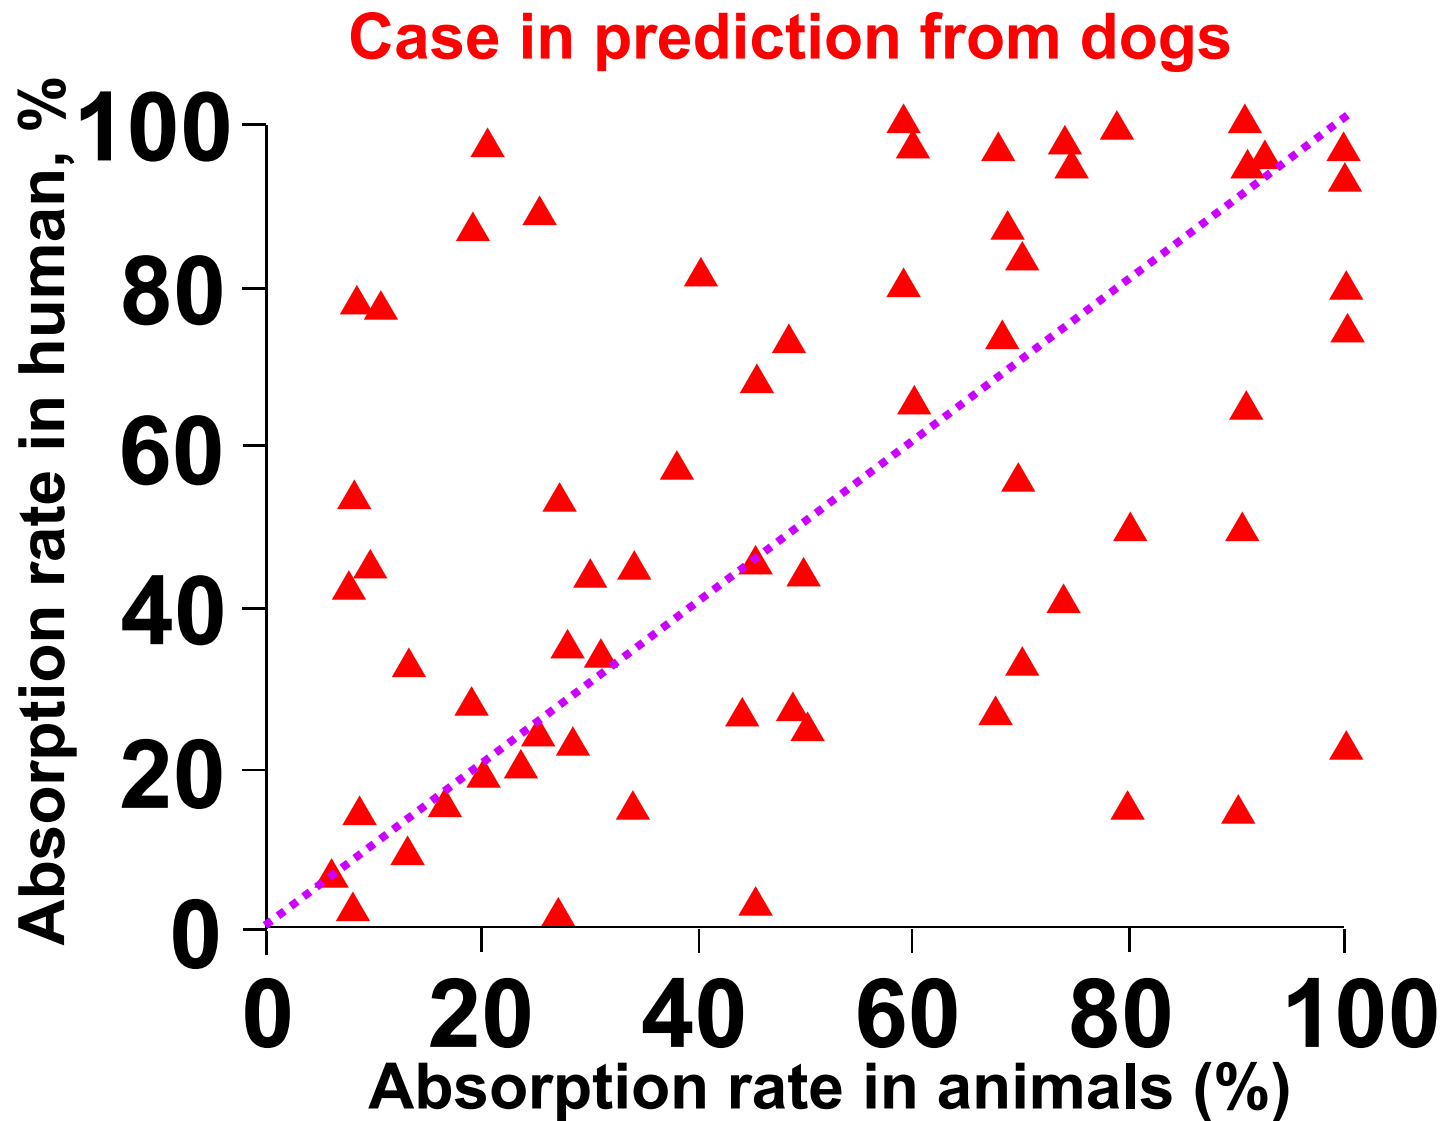 Case in prediction from dogs
Absorption rate in human, %
100
80
60
40
20
0
0 20 40 60 80 100
Absorption rate in animals (%)